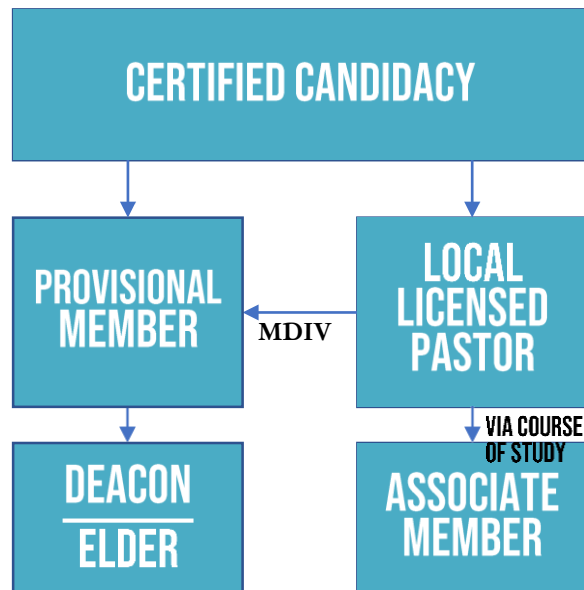 CERTIFIED CANDIDACY
PROVISIONAL
MEMBER
LOCAL
LICENSED
PASTOR
MDIV
VIA COURSE
OF STUDY
DEACON
ELDER
ASSOCIATE
MEMBER